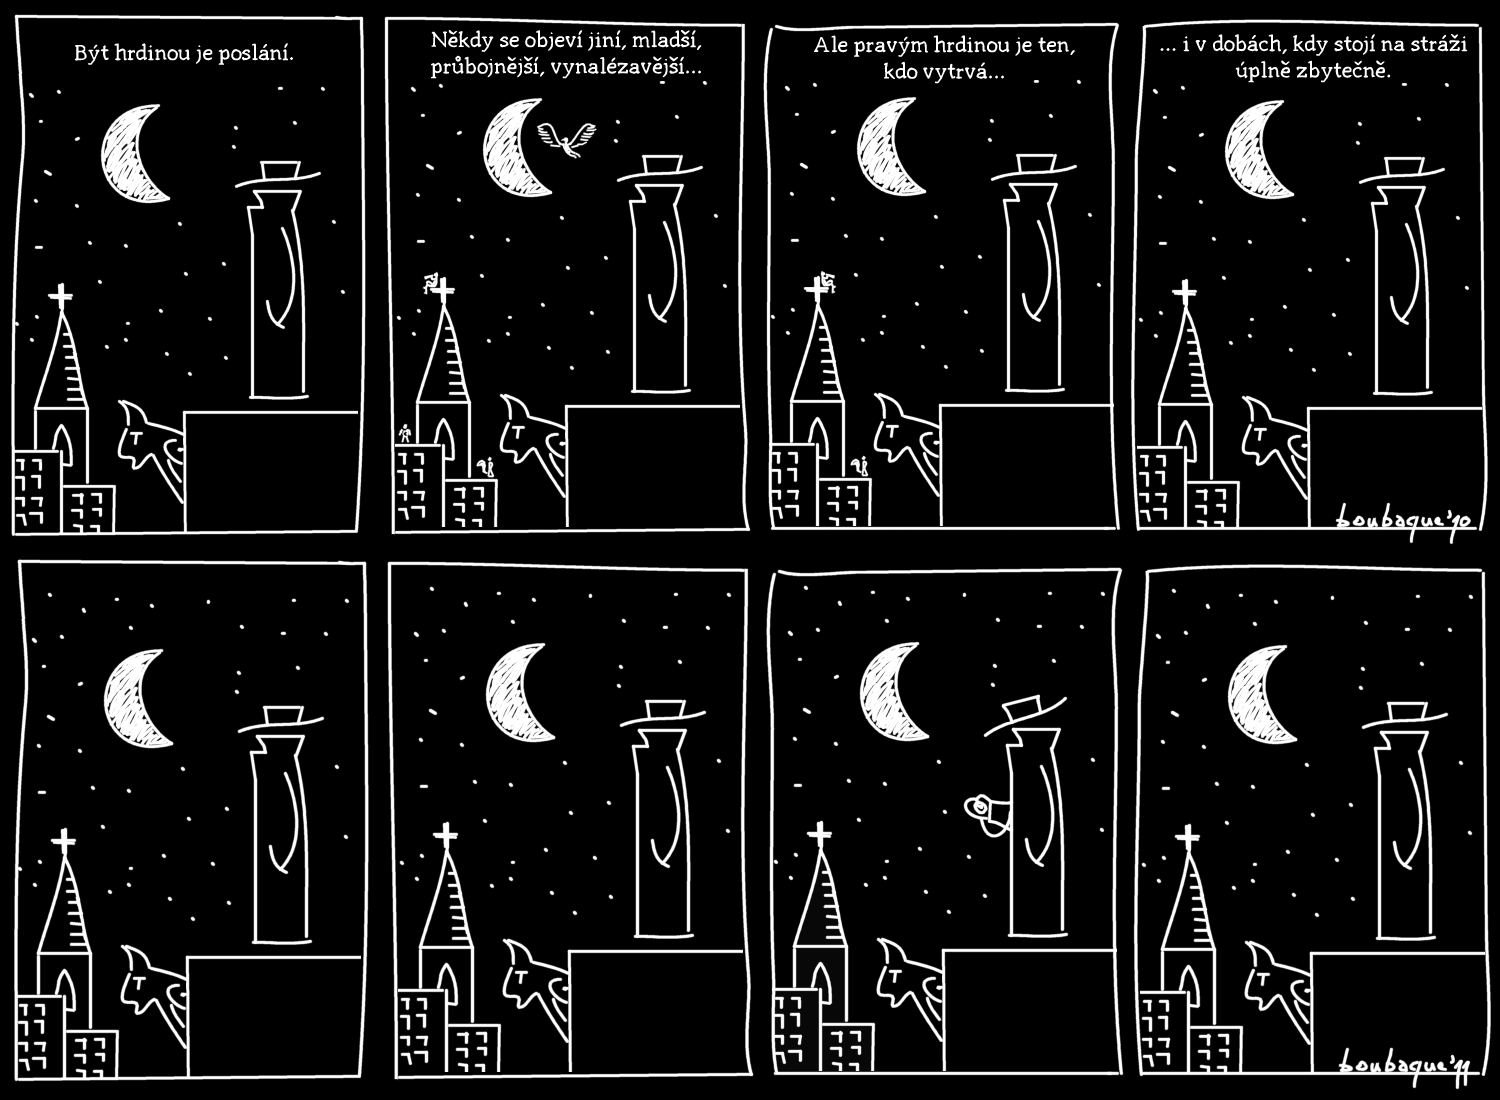 Být hrdinou je poslání.
Někdy se objeví jiní, mladší,
průbojnější, vynalézavější...
Ale pravým hrdinou je ten,
kdo vytrvá...
... i v dobách, kdy stojí na stráži
úplně zbytečně.
boubaque'10
boubaque'11